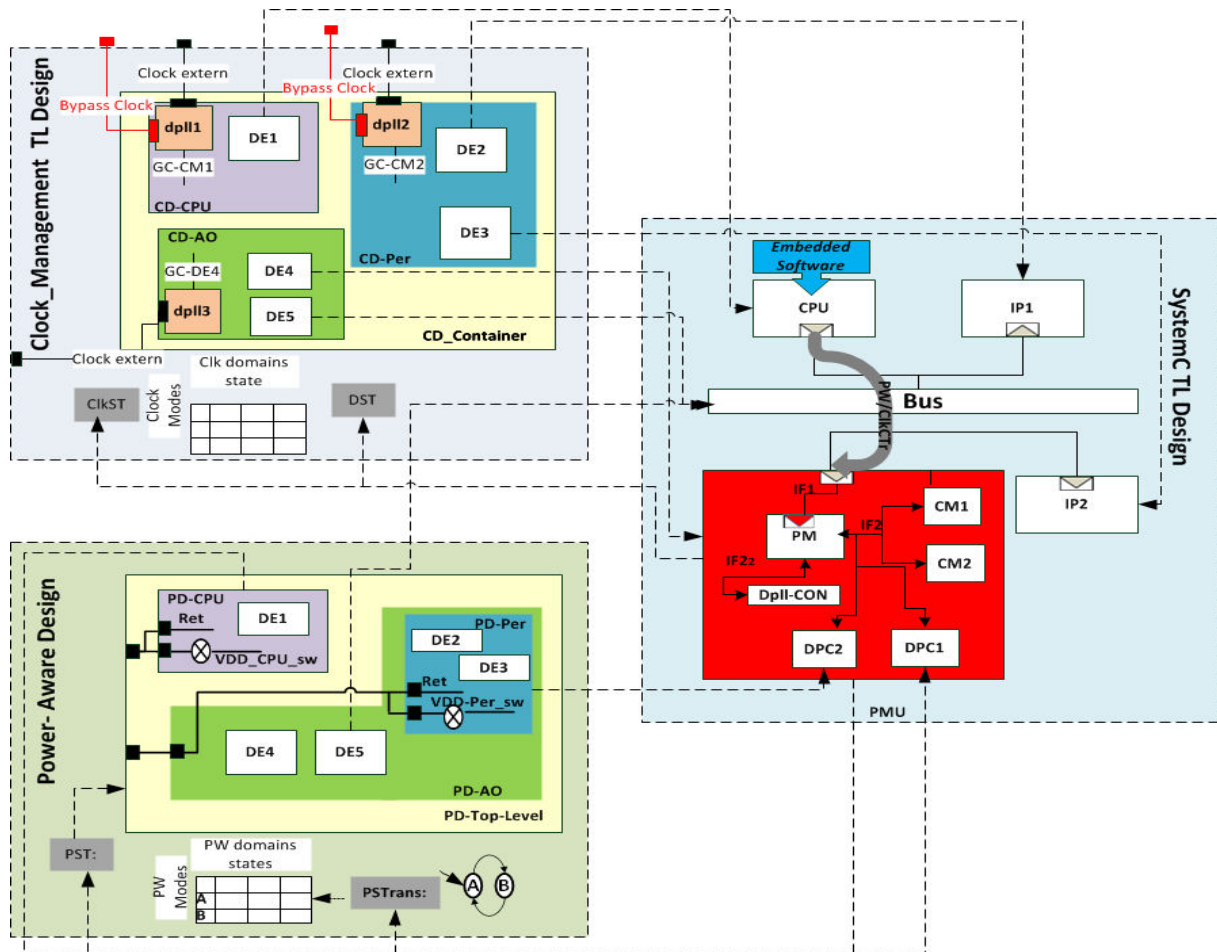 Clock_Management TL Design
Clock extern
Clock extern
Bypass Clock
Bypass Clock
dpll1
DE1
GC-CM1
CD-CPU
dpll2
DE2
GC-CM2
DE3
CD-Per
CD-AO
GC-DE4
dpll3
DE4
DE5
CD_Container
Clock extern
Clk domains
state
ClkST
Clock
Modes
DST
SystemC TL Design
Embedded
Software
CPU
IP1
PW/ClkCTr
Bus
IF1
PM
IF2
CM1
CM2
IF22
Dpll-CON
DPC2
DPC1
IP2
PMU
Power- Aware Design
PD-CPU
Ret
DE1
VDD_CPU_sw
PD-Per
DE2
DE3
Ret
VDD-Per_sw
DE4
DE5
PD-AO
PD-Top-Level
PST:
PW domains
states
PW
Modes
A
B
PSTrans:
A
B